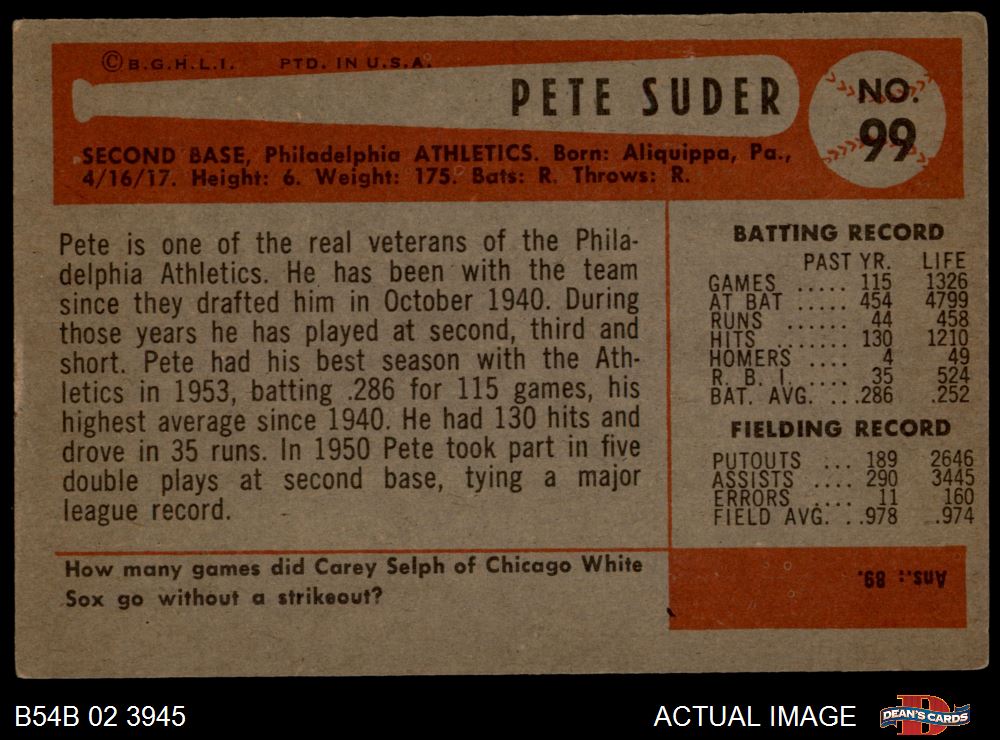 ©B.G.H.L.I. PTD. IN U.S.A.
PETE SUDER
NO.
99
SECOND BASE, Philadelphia ATHLETICS. Born: Aliquippa, Pa.,
4/16/17. Height: 6. Weight: 175. Bats: R. Throws: R.
Pete is one of the real veterans of the Phila-
delphia Athletics. He has been with the team
since they drafted him in October 1940. During
those years he has played at second, third and
short. Pete had his best season with the Ath-
letics in 1953, batting .286 for 115 games, his
highest average since 1940. He had 130 hits and
drove in 35 runs. In 1950 Pete took part in five
double plays at second base, tying a major
league record.
BATTING RECORD
PAST YR. LIFE
GAMES ..... 115 1326
AT BAT ..... 454 4799
RUNS ...... 44 458
HITS ....... 130 1210
HOMERS .... 4 49
R. B. I. .... 35 524
BAT. AVG. ...286 .252
FIELDING RECORD
PUTOUTS ... 189 2646
ASSISTS .... 290 3445
ERRORS .... 11 160
FIELD AVG. ..978 .974
How many games did Carey Selph of Chicago White
Sox go without a strikeout?
Ans.: 89.
B54B 02 3945
ACTUAL IMAGE
D
DEAN'S CARDS